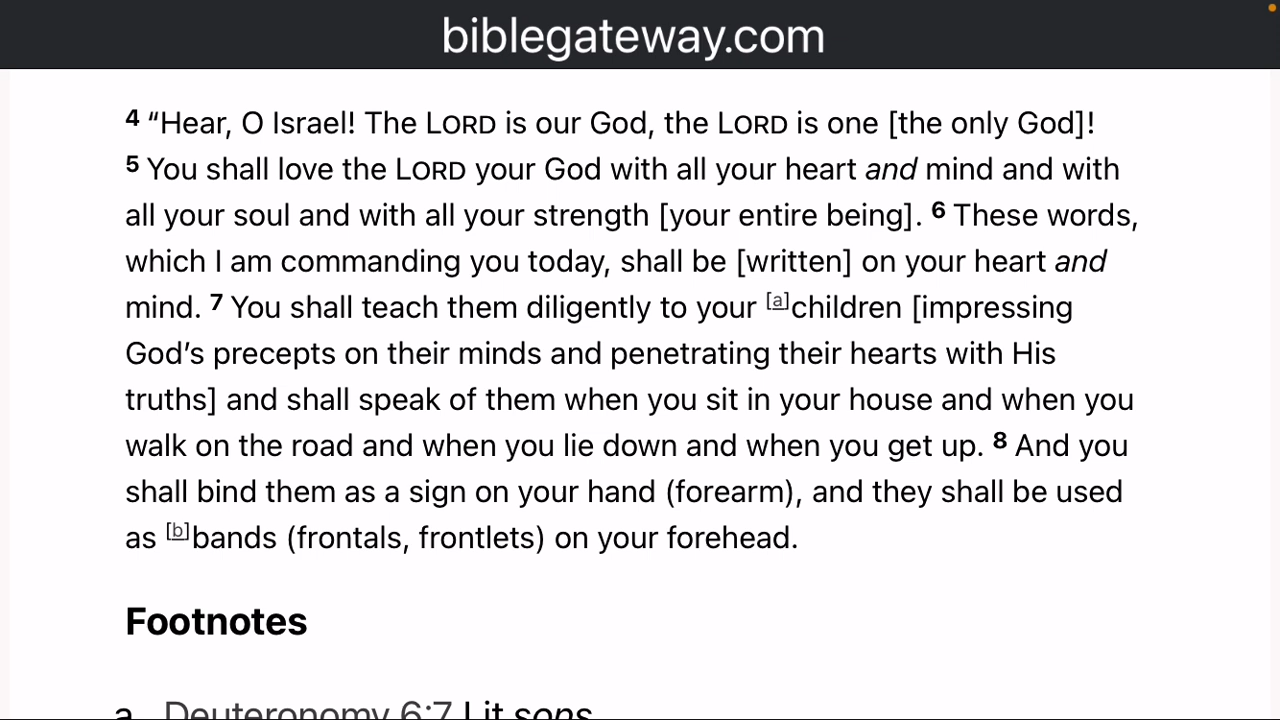 biblegateway.com
4 “Hear, O Israel! The LORD is our God, the LORD is one [the only God]!
5 You shall love the LORD your God with all your heart and mind and with
all your soul and with all your strength [your entire being]. 6 These words,
which I am commanding you today, shall be [written] on your heart and
mind. 7 You shall teach them diligently to your [a]children [impressing
God’s precepts on their minds and penetrating their hearts with His
truths] and shall speak of them when you sit in your house and when you
walk on the road and when you lie down and when you get up. 8 And you
shall bind them as a sign on your hand (forearm), and they shall be used
as [b]bands (frontals, frontlets) on your forehead.
Footnotes
a. Deuteronomy 6:7 Lit sons.